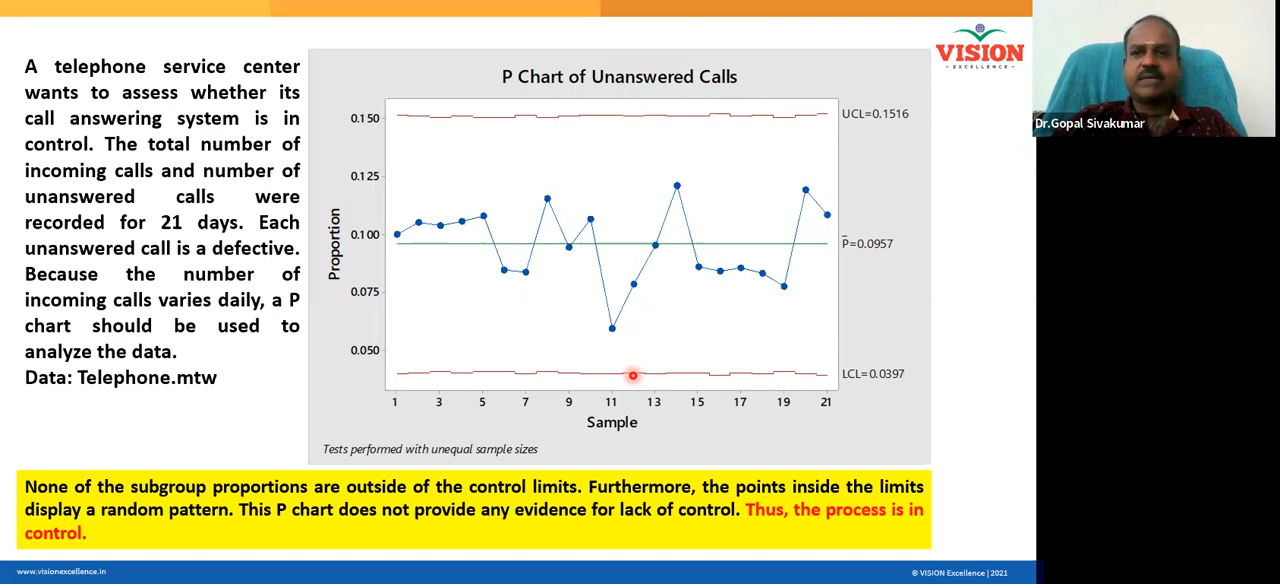 A telephone service center
wants to assess whether its
call answering system is in
control. The total number of
incoming calls and number of
unanswered calls were
recorded for 21 days. Each
unanswered call is a defective.
Because the number of
incoming calls varies daily, a P
chart should be used to
analyze the data.
Data: Telephone.mtw
P Chart of Unanswered Calls
Proportion
0.150
0.125
0.100
0.075
0.050
UCL=0.1516
P̅=0.0957
LCL=0.0397
1 3 5 7 9 11 13 15 17 19 21
Sample
Tests performed with unequal sample sizes
VISION
EXCELLENCE
Dr.Gopal Sivakumar
None of the subgroup proportions are outside of the control limits. Furthermore, the points inside the limits
display a random pattern. This P chart does not provide any evidence for lack of control. Thus, the process is in
control.
www.visionexcellence.in
© VISION Excellence | 2021